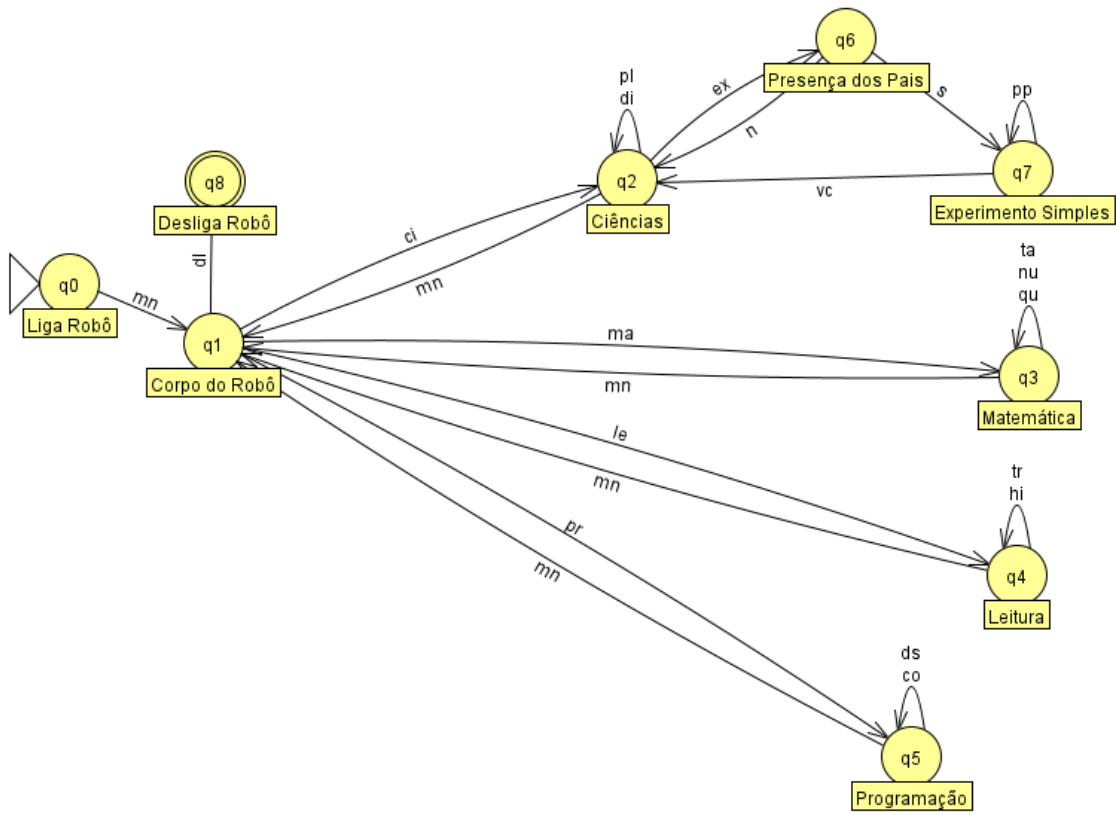 q6
Presença dos Pais
pl
di
ex
n
s
pp
q2
Ciências
vc
q7
Experimento Simples
q8
Desliga Robô
dl
ci
mn
q0
Liga Robô
mn
q1
Corpo do Robô
ma
mn
ta
nu
qu
q3
Matemática
le
mn
tr
hi
q4
Leitura
pr
mn
ds
co
q5
Programação